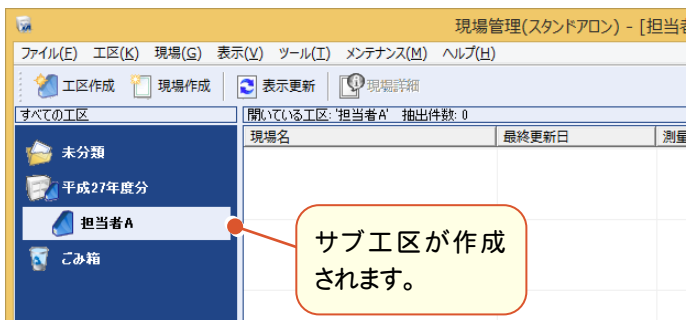 現場管理(スタンドアロン) - [担当者
ファイル(F) 工区(K) 現場(G) 表示(V) ツール(T) メンテナンス(M) ヘルプ(H)
工区作成 現場作成 表示更新 現場詳細
すべての工区
開いている工区: '担当者A' 抽出件数: 0
現場名 最終更新日 測量
未分類
平成27年度分
担当者A
ごみ箱
サブ工区が作成
されます。